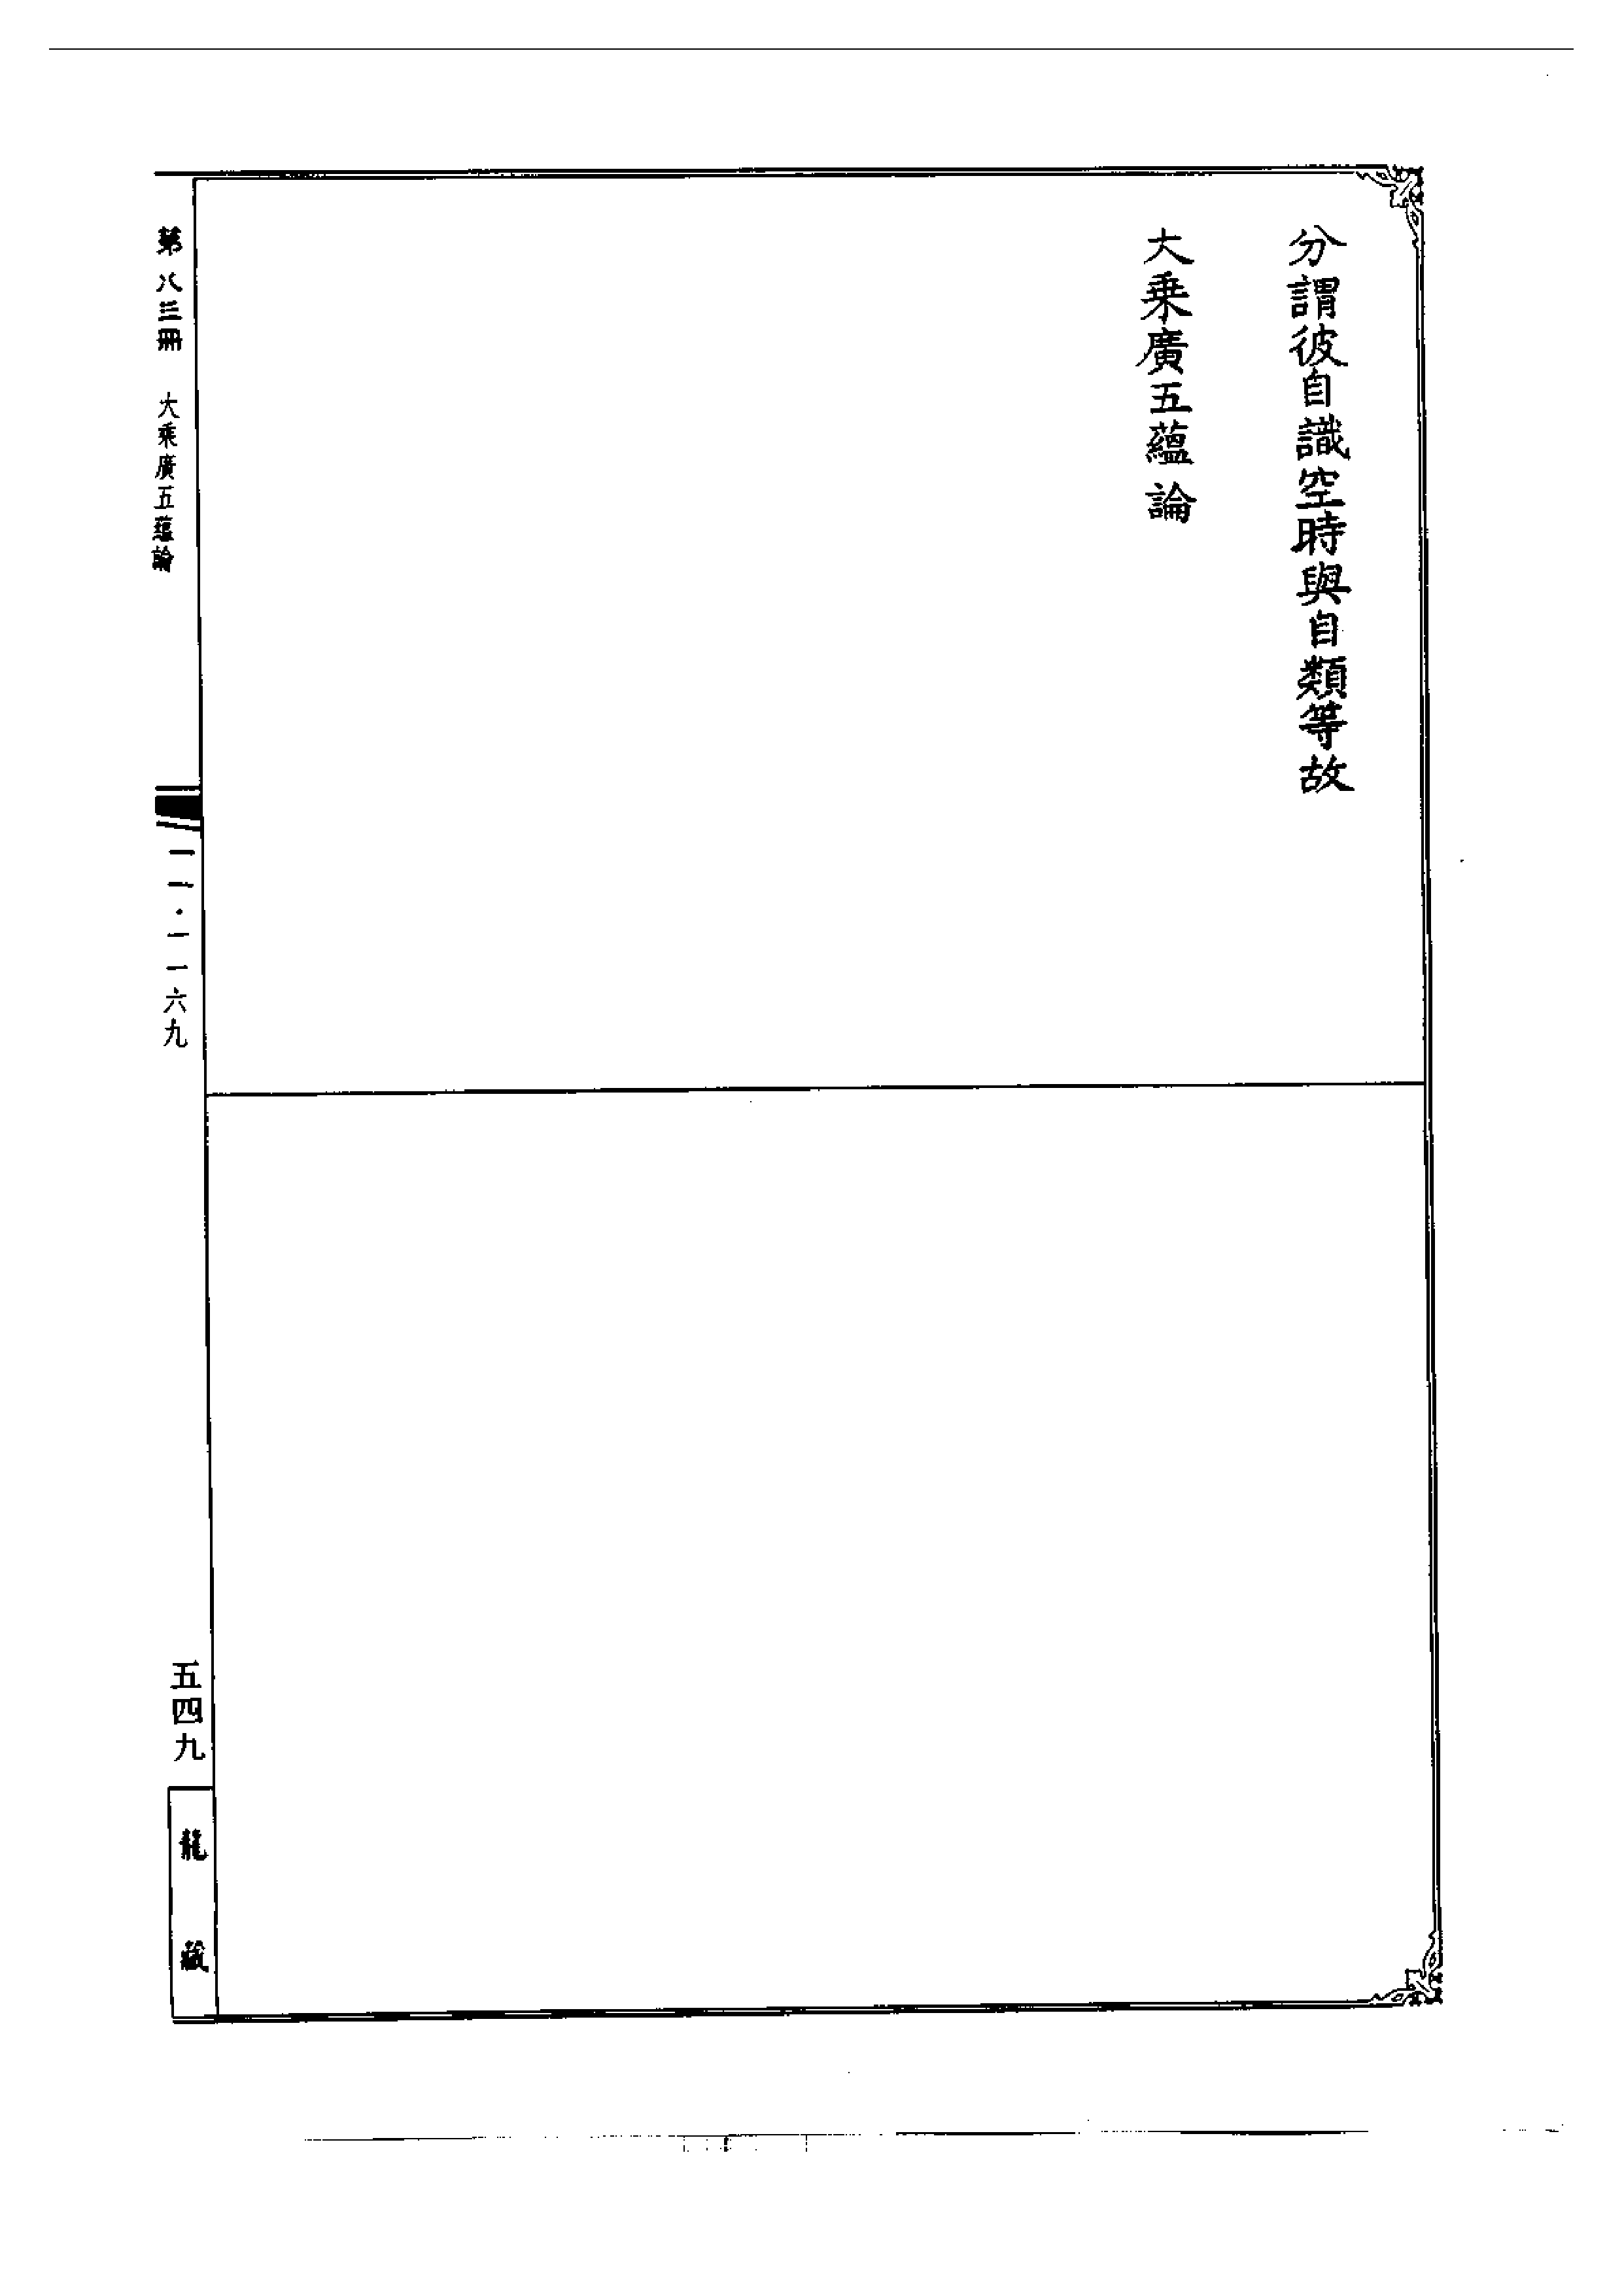 分謂彼自識空時與自類等故
大乗廣五蘊論
第八三冊 大乘廣五蘊論
一一·一一六九
五四九
龍藏